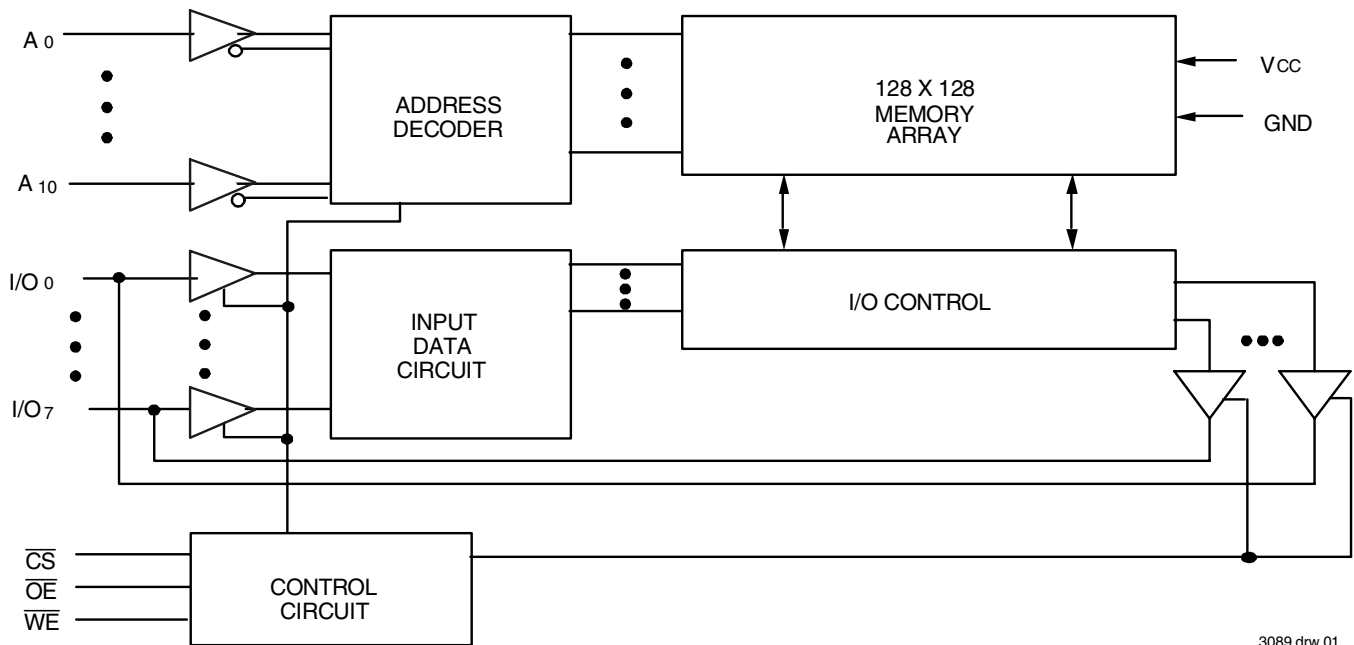 A 0
ADDRESS
DECODER
128 X 128
MEMORY
ARRAY
VCC
GND
A 10
I/O 0
INPUT
DATA
CIRCUIT
I/O CONTROL
I/O 7
CS
OE
WE
CONTROL
CIRCUIT
3089 drw 01